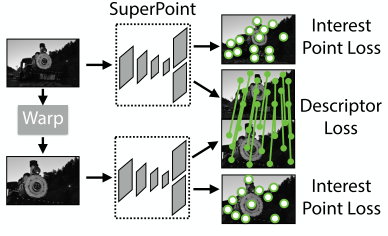 SuperPoint
Interest
Point Loss
Warp
Descriptor
Loss
Interest
Point Loss